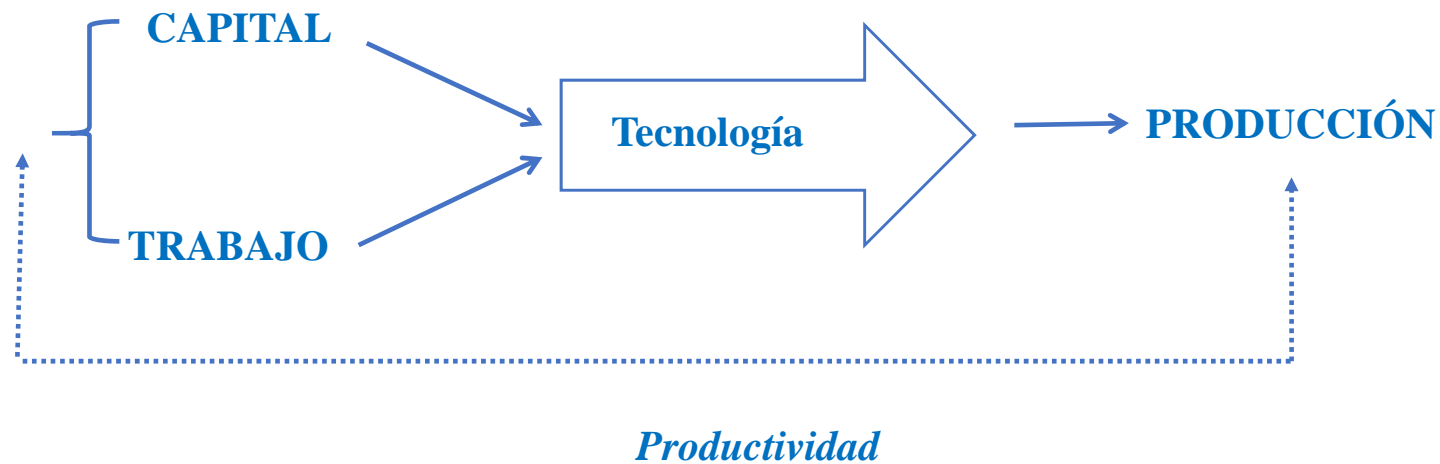 CAPITAL
Tecnología
PRODUCCIÓN
TRABAJO
Productividad